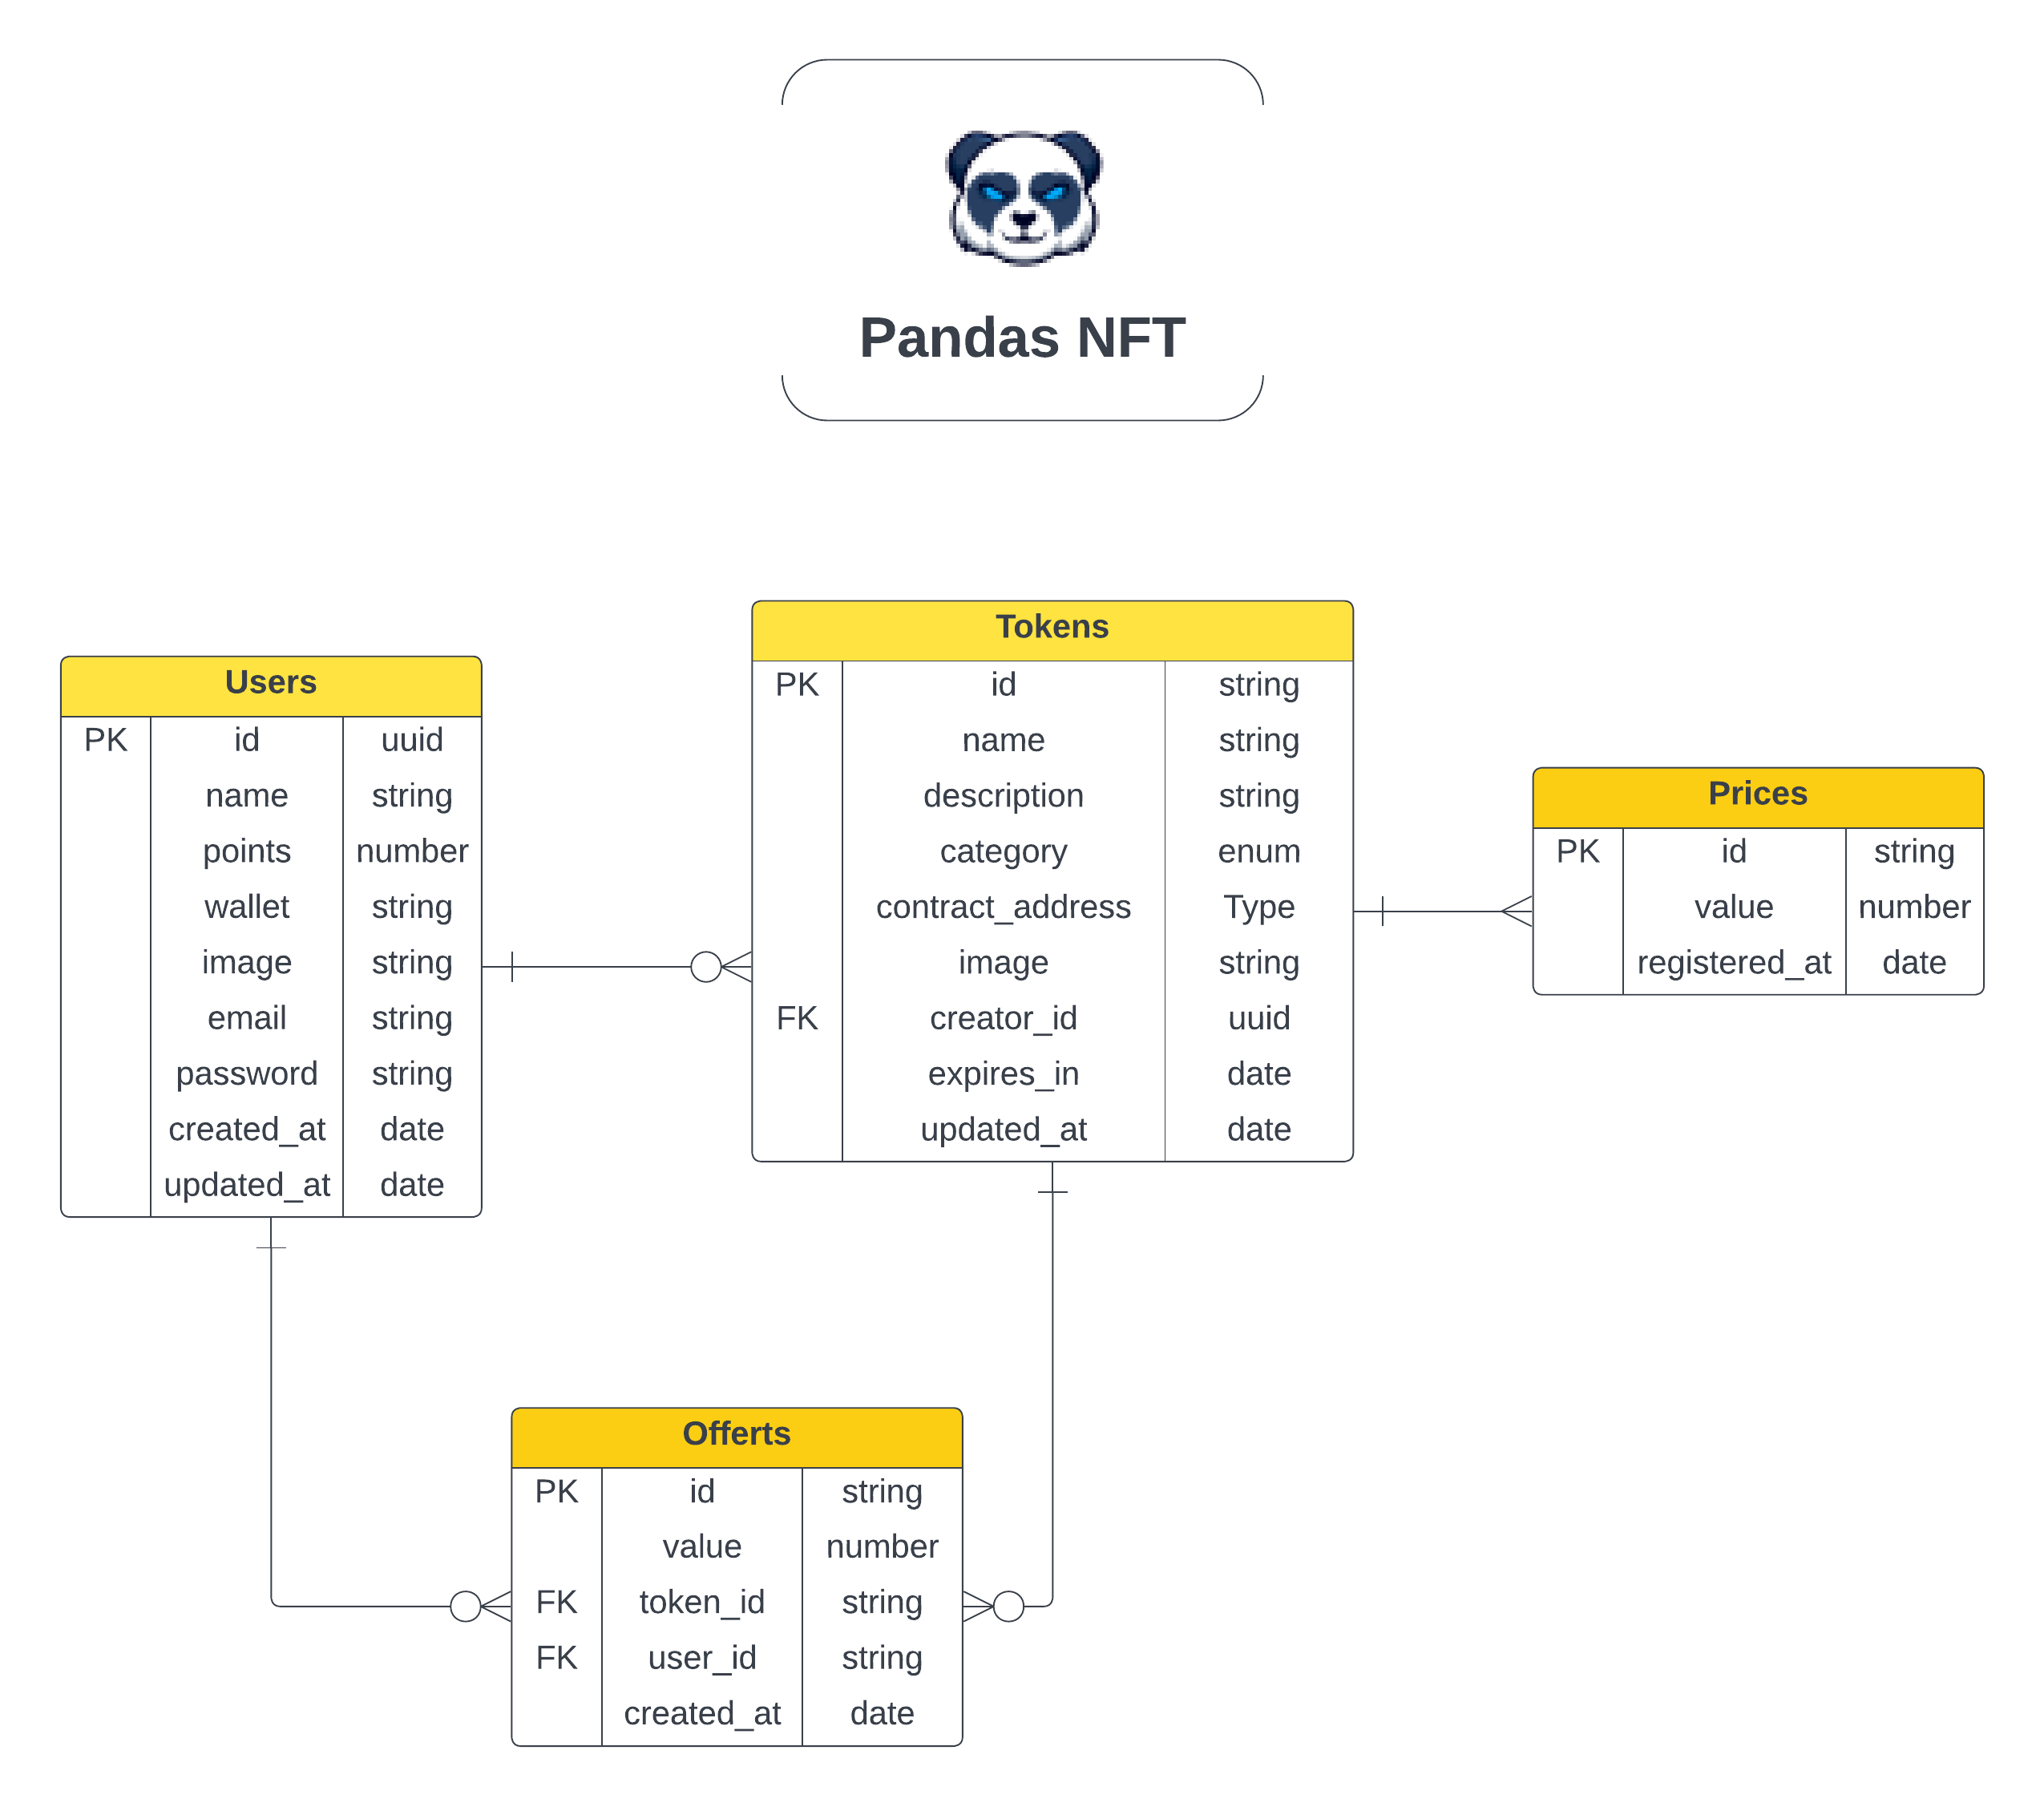 Pandas NFT
Users
PK id uuid
name string
points number
wallet string
image string
email string
password string
created_at date
updated_at date
Tokens
PK id string
name string
description string
category enum
contract_address Type
image string
FK creator_id uuid
expires_in date
updated_at date
Prices
PK id string
value number
registered_at date
Offerts
PK id string
value number
FK token_id string
FK user_id string
created_at date